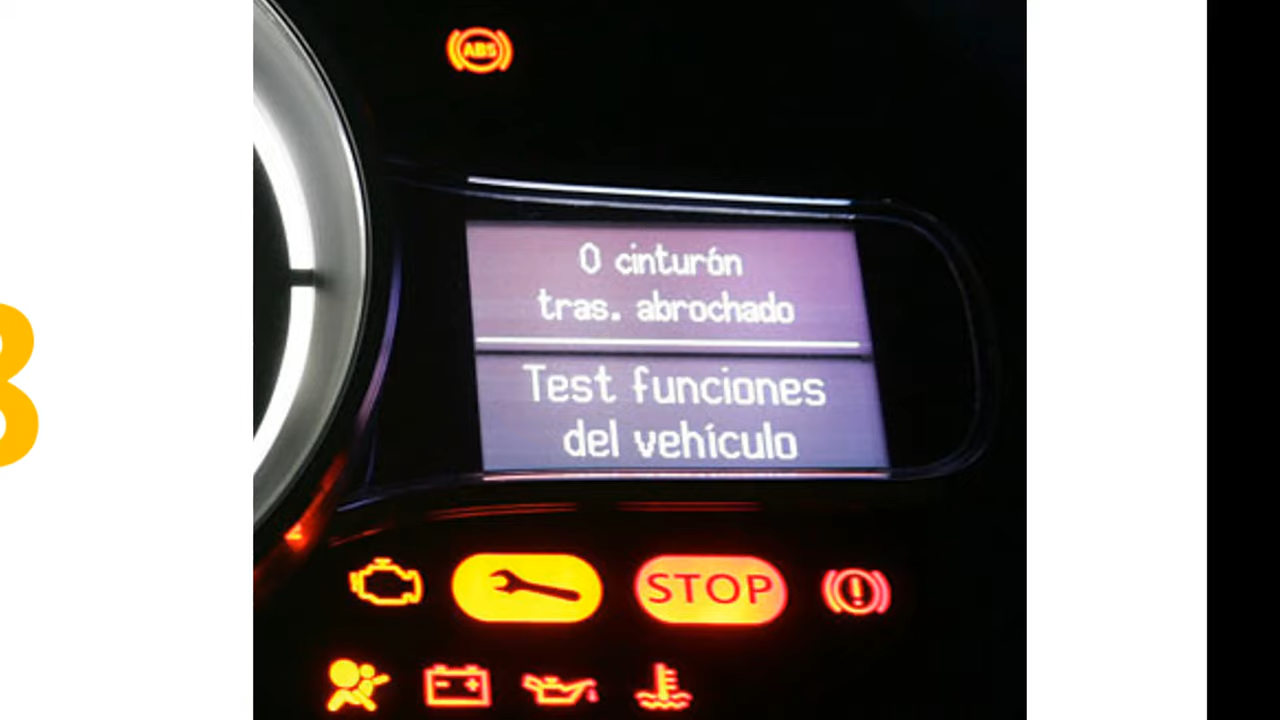 ABS
0 cinturón
tras. abrochado
Test funciones
del vehículo
STOP